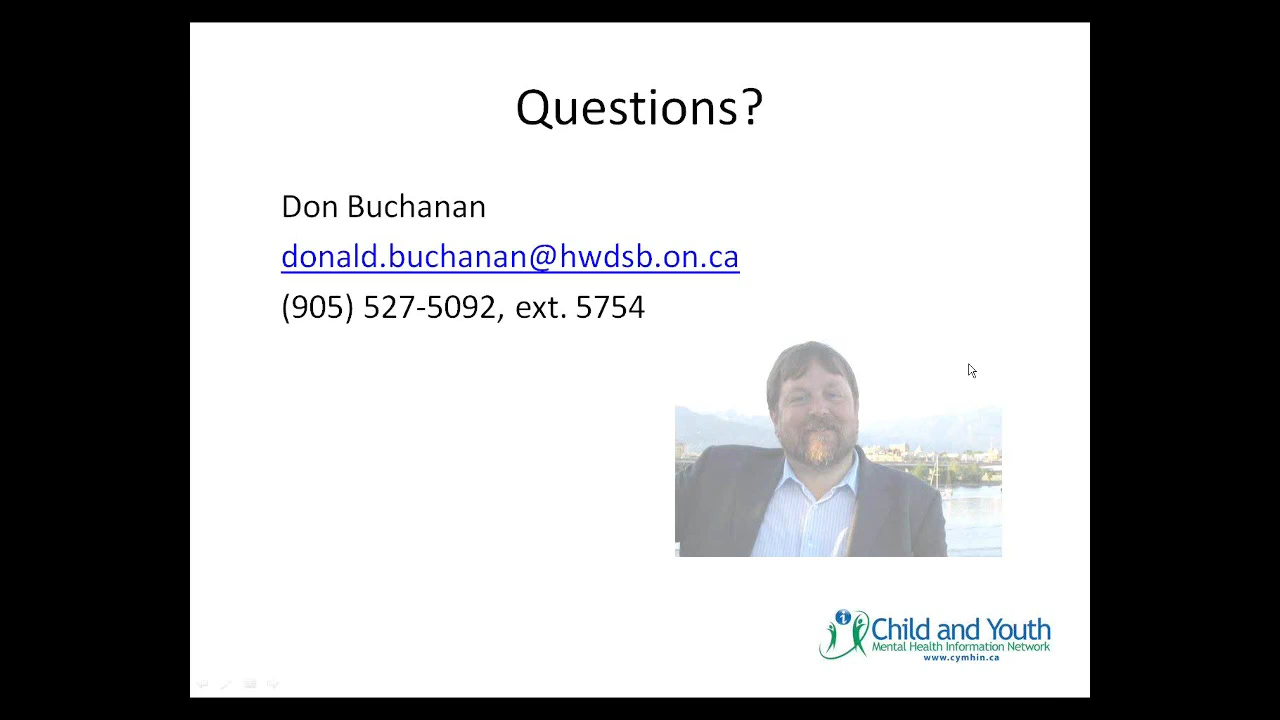 Questions?
Don Buchanan
donald.buchanan@hwdsb.on.ca
(905) 527-5092, ext. 5754
i
Child and Youth
Mental Health Information Network
www.cymhin.ca